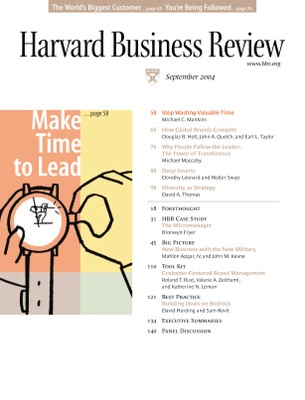 The World's Biggest Customer... page 45 You're Being Followed... page 76
Harvard Business Review
www.hbr.org
September 2004
Make Time to Lead
...page 58
58 Stop Wasting Valuable Time
Michael C. Mankins
68 How Global Brands Compete
Douglas B. Holt, John A. Quelch, and Earl L. Taylor
76 Why People Follow the Leader:
The Power of Transference
Michael Maccoby
88 Deep Smarts
Dorothy Leonard and Walter Swap
98 Diversity as Strategy
David A. Thomas
18 Forethought
31 HBR Case Study
The Micromanager
Bronwyn Fryer
45 Big Picture
New Business with the New Military
Mahlon Apgar, IV, and John M. Keane
110 Tool Kit
Customer-Centered Brand Management
Roland T. Rust, Valarie A. Zeithaml,
and Katherine N. Lemon
121 Best Practice
Building Deals on Bedrock
David Harding and Sam Rovit
134 Executive Summaries
140 Panel Discussion